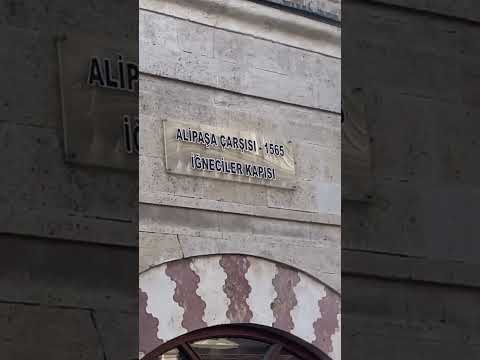 ALİPAŞA ÇARŞISI - 1565
İĞNECİLER KAPISI